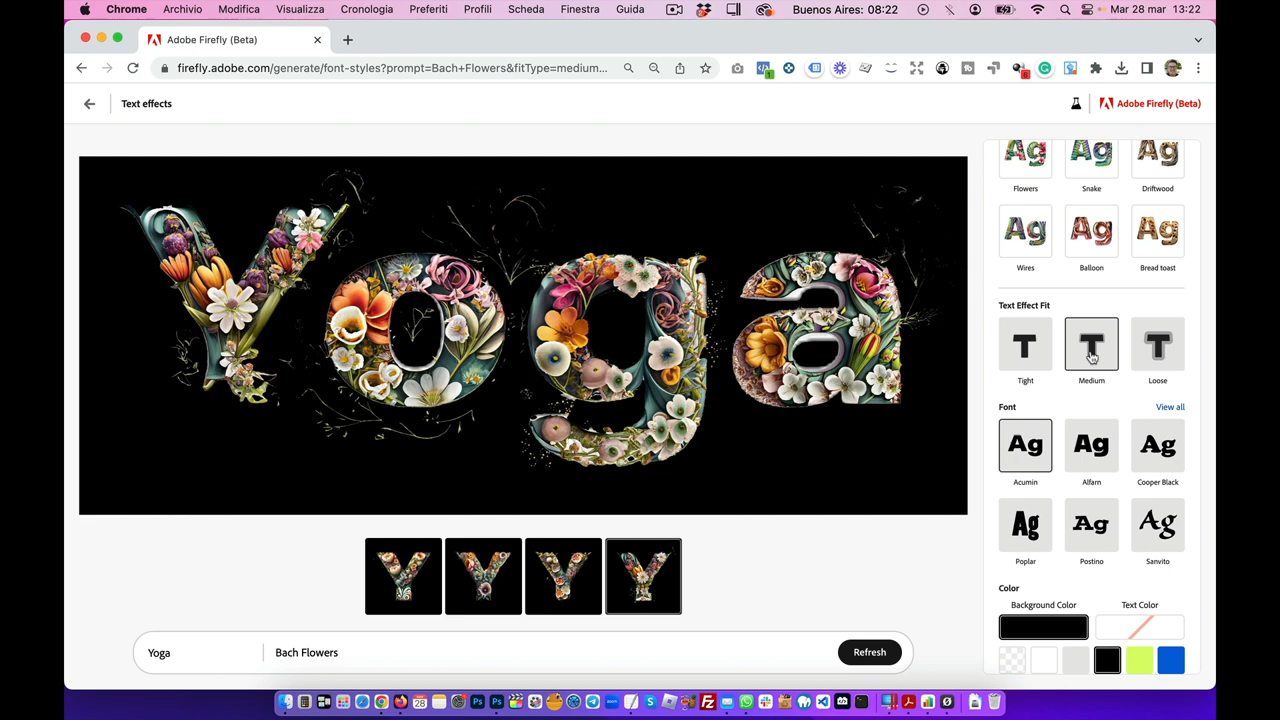 Chrome Archivio Modifica Visualizza Cronologia Preferiti Profili Scheda Finestra Guida Buenos Aires: 08:22 Mar 28 mar 13:22
Adobe Firefly (Beta)
firefly.adobe.com/generate/font-styles?prompt=Bach+Flowers&fitType=medium...
Text effects
Adobe Firefly (Beta)
Yoga
Ag Ag Ag
Flowers Snake Driftwood
Ag Ag Ag
Wires Balloon Bread toast
Text Effect Fit
T T T
Tight Medium Loose
Font View all
Ag Ag Ag
Acumin Alfarn Cooper Black
Ag Ag Ag
Poplar Postino Sanvito
Color
Background Color Text Color
Y Y Y Y
Yoga Bach Flowers Refresh